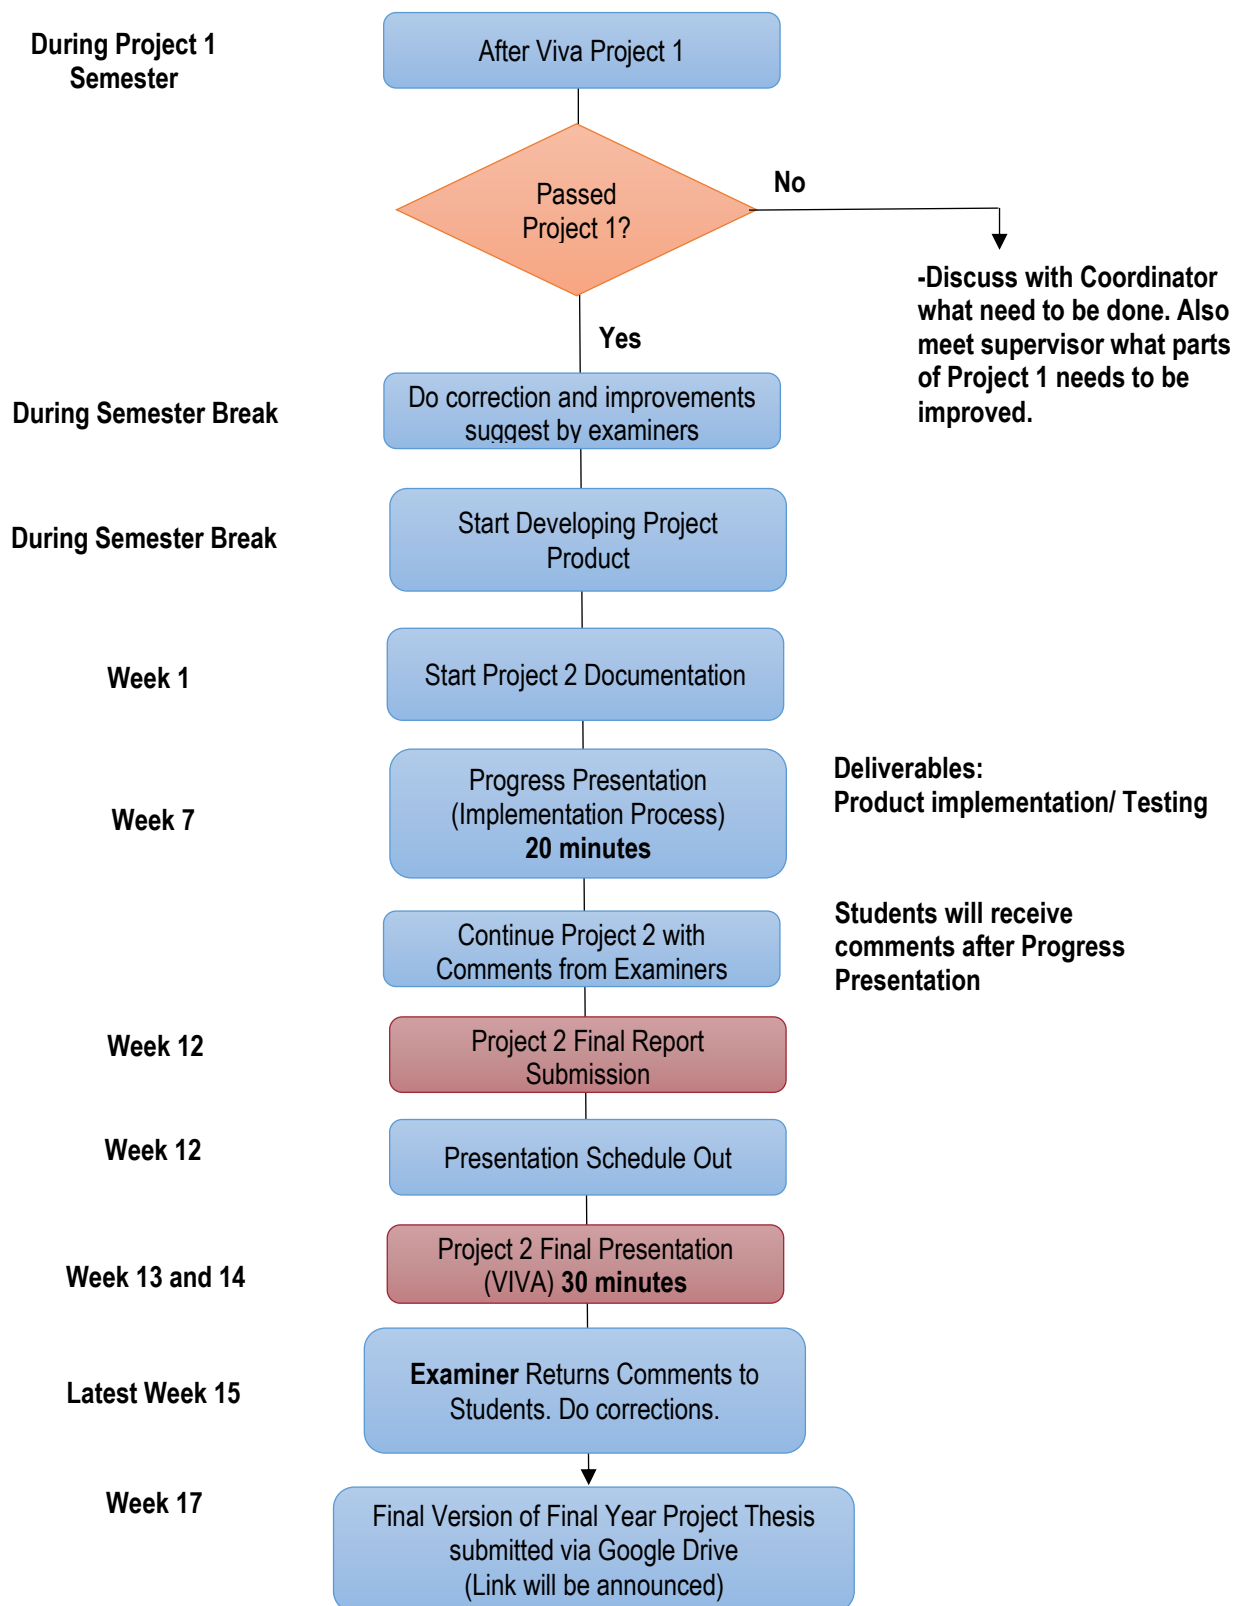 During Project 1
Semester
After Viva Project 1
Passed
Project 1?
No
-Discuss with Coordinator
what need to be done. Also
meet supervisor what parts
of Project 1 needs to be
improved.
Yes
During Semester Break
Do correction and improvements
suggest by examiners
During Semester Break
Start Developing Project
Product
Week 1
Start Project 2 Documentation
Week 7
Progress Presentation
(Implementation Process)
20 minutes
Deliverables:
Product implementation/ Testing
Continue Project 2 with
Comments from Examiners
Students will receive
comments after Progress
Presentation
Week 12
Project 2 Final Report
Submission
Week 12
Presentation Schedule Out
Week 13 and 14
Project 2 Final Presentation
(VIVA) 30 minutes
Latest Week 15
Examiner Returns Comments to
Students. Do corrections.
Week 17
Final Version of Final Year Project Thesis
submitted via Google Drive
(Link will be announced)